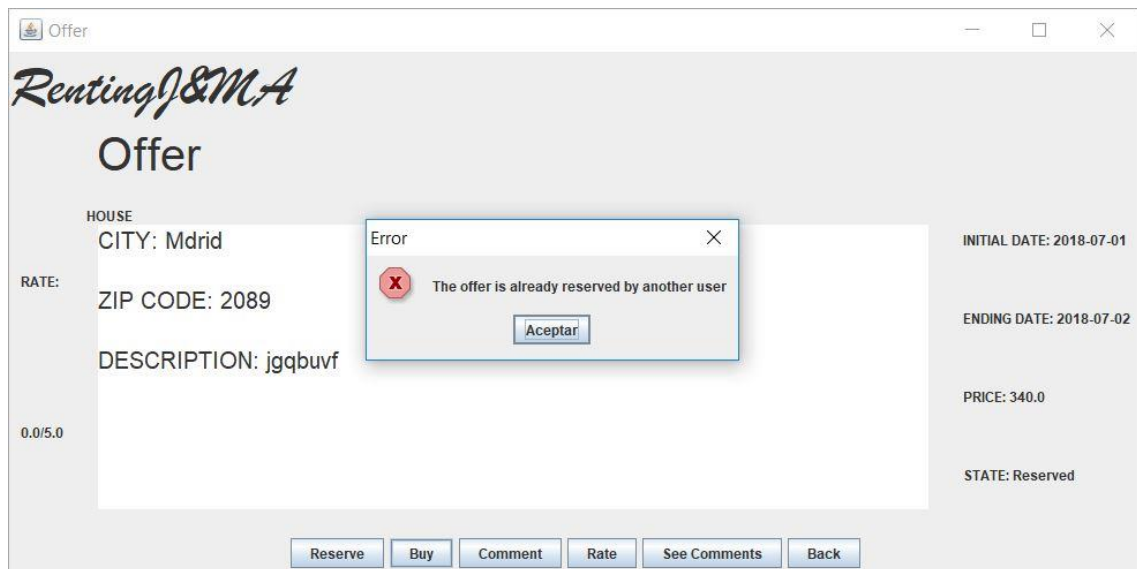 Offer
RentingJ&MA
Offer
HOUSE
CITY: Mdrid
ZIP CODE: 2089
DESCRIPTION: jgqbuvf
RATE:
0.0/5.0
Error
X
The offer is already reserved by another user
Aceptar
INITIAL DATE: 2018-07-01
ENDING DATE: 2018-07-02
PRICE: 340.0
STATE: Reserved
Reserve Buy Comment Rate See Comments Back